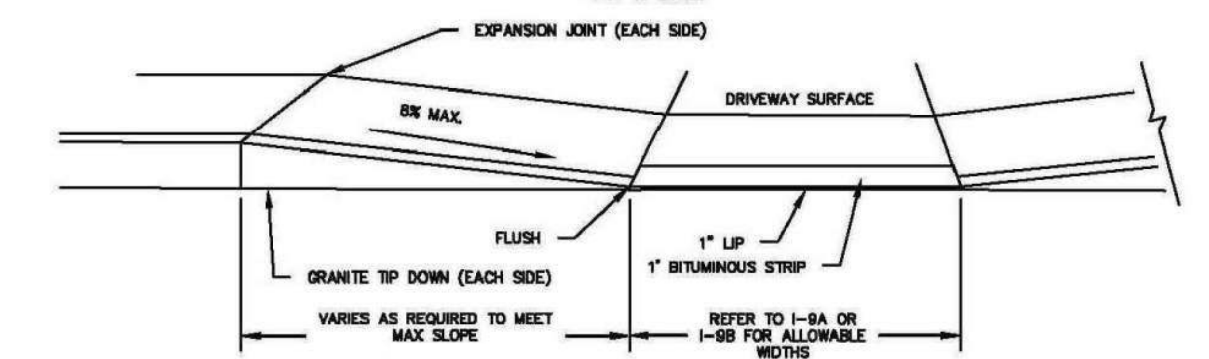 EXPANSION JOINT (EACH SIDE)
8% MAX.
DRIVEWAY SURFACE
FLUSH
1" LIP
1" BITUMINOUS STRIP
GRANITE TIP DOWN (EACH SIDE)
VARIES AS REQUIRED TO MEET
MAX SLOPE
REFER TO I-9A OR
I-9B FOR ALLOWABLE
WIDTHS